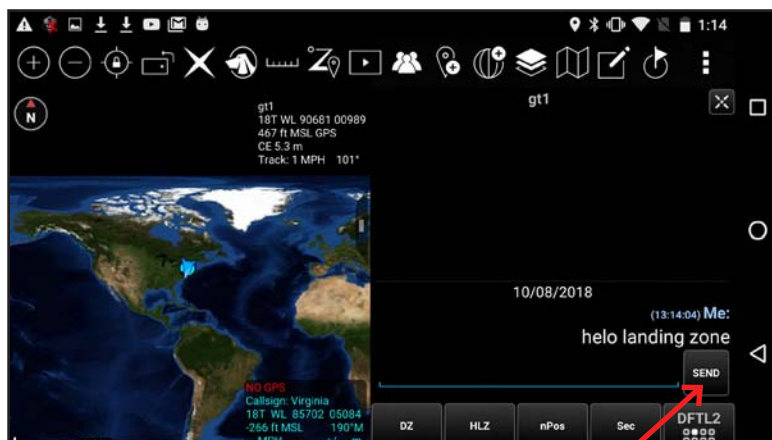 1:14
gt1
18T WL 90681 00989
467 ft MSL GPS
CE 5.3 m
Track: 1 MPH 101°
N
gt1
10/08/2018
(13:14:04) Me:
helo landing zone
SEND
NO GPS
Callsign: Virginia
18T WL 85702 05084
-266 ft MSL 190°M
MPH
DZ
HLZ
nPos
Sec
DFTL2